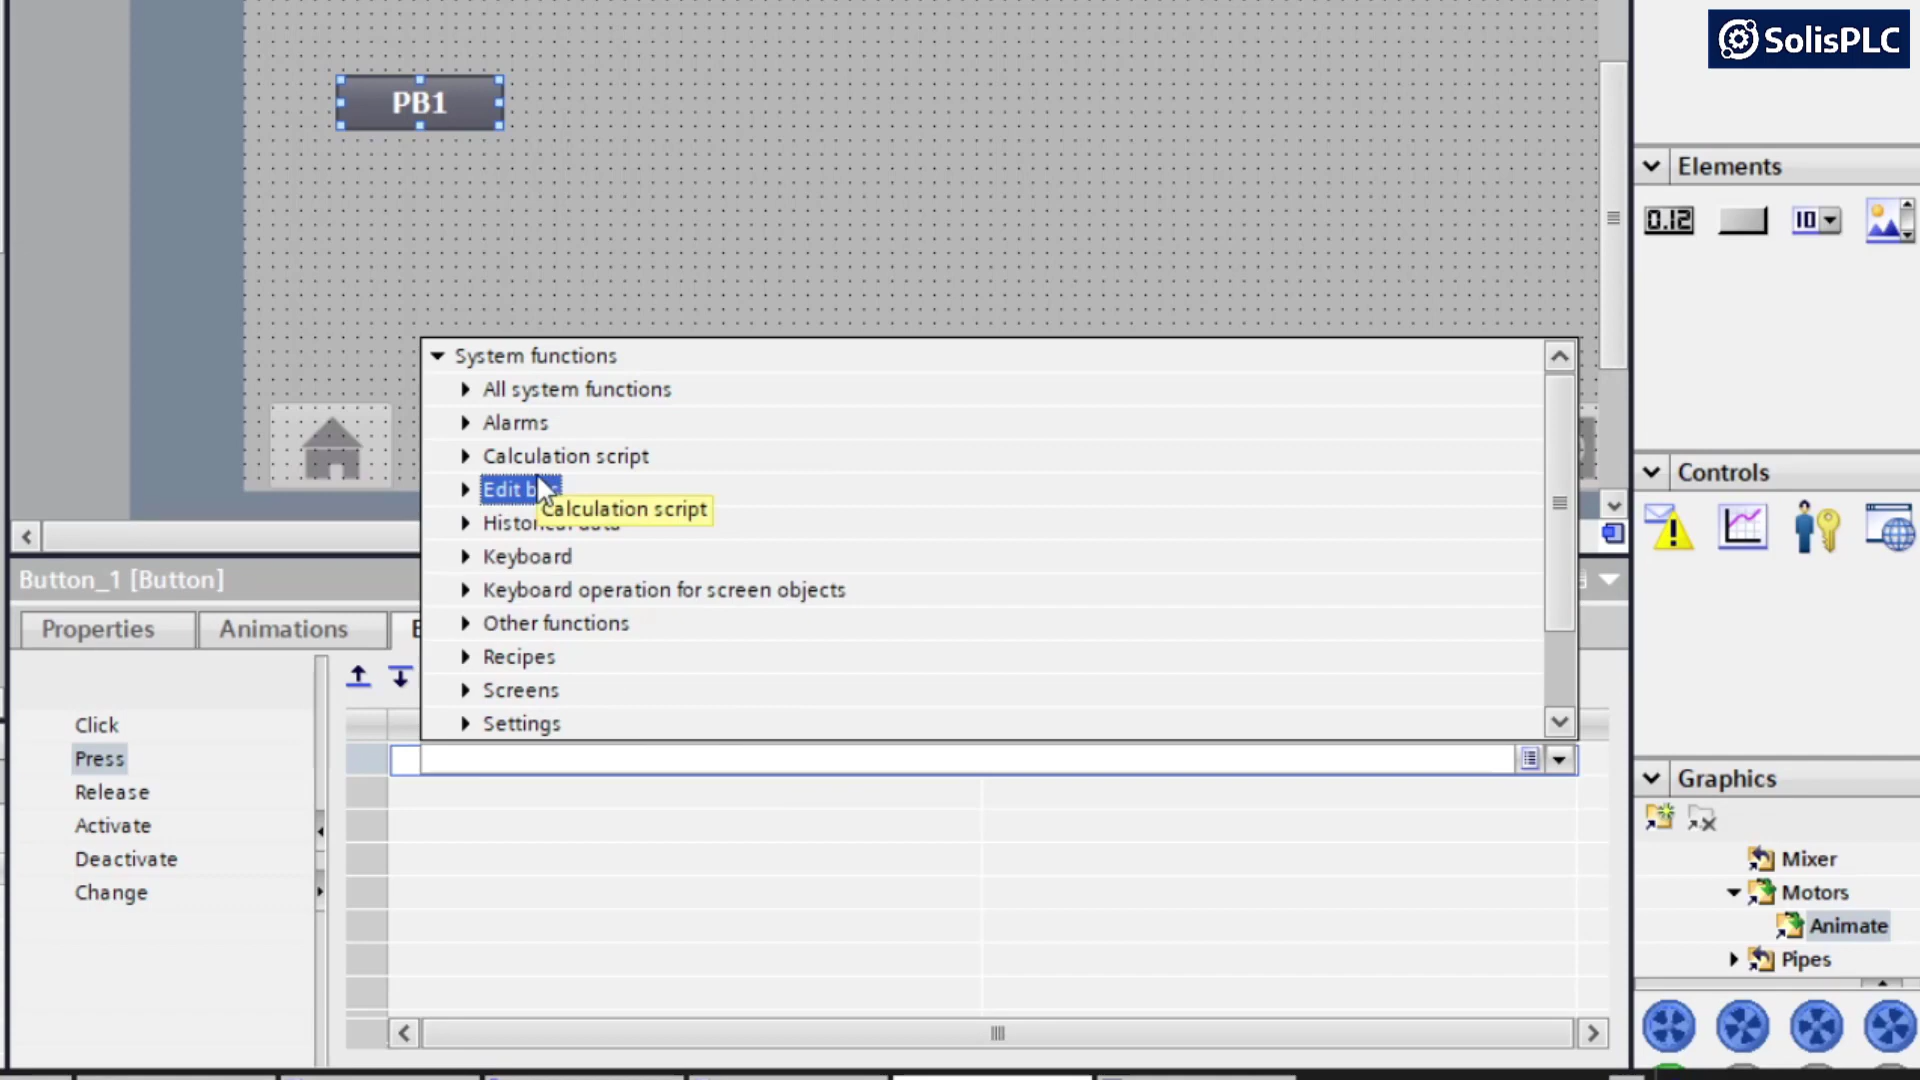 SolisPLC
PB1
Elements
0.12
10
System functions
All system functions
Alarms
Calculation script
Edit
Calculation script
Keyboard
Keyboard operation for screen objects
Other functions
Recipes
Screens
Settings
Controls
Button_1 [Button]
Properties
Animations
Click
Press
Release
Activate
Deactivate
Change
Graphics
Mixer
Motors
Animate
Pipes